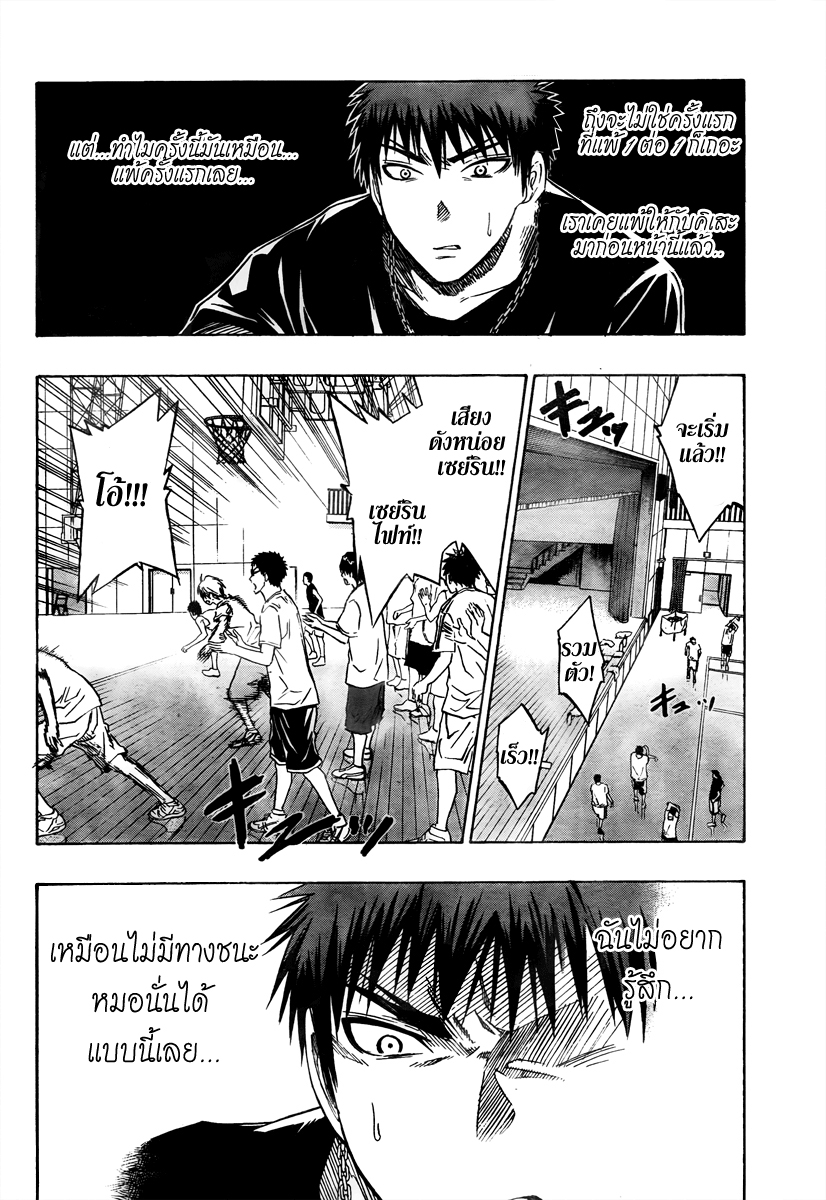 ถึงจะไม่ใช่ครั้งแรก
ที่แพ้ 1 ต่อ 1 ก็เถอะ
เราเคยแพ้ให้กับคิเสะ
มาก่อนหน้านี้แล้ว..
แต่...ทำไมครั้งนี้มันเหมือน...
แพ้ครั้งแรกเลย...
จะเริ่ม
แล้ว!!
รวม
ตัว!
เร็ว!!
เสียง
ดังหน่อย
เซย์ริน!!
เซย์ริน
ไฟท์!!
โอ้!!!
ฉันไม่อยาก
รู้สึก...
เหมือนไม่มีทางชนะ
หมอนั่นได้
แบบนี้เลย...